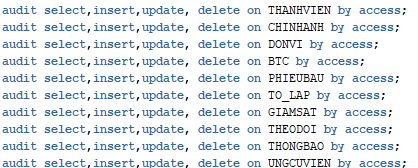 audit select,insert,update, delete on THANHVIEN by access;
audit select,insert,update, delete on CHINHANH by access;
audit select,insert,update, delete on DONVI by access;
audit select,insert,update, delete on BTC by access;
audit select,insert,update, delete on PHIEUBAU by access;
audit select,insert,update, delete on TO_LAP by access;
audit select,insert,update, delete on GIAMSAT by access;
audit select,insert,update, delete on THEODOI by access;
audit select,insert,update, delete on THONGBAO by access;
audit select,insert,update, delete on UNGCUVIEN by access;